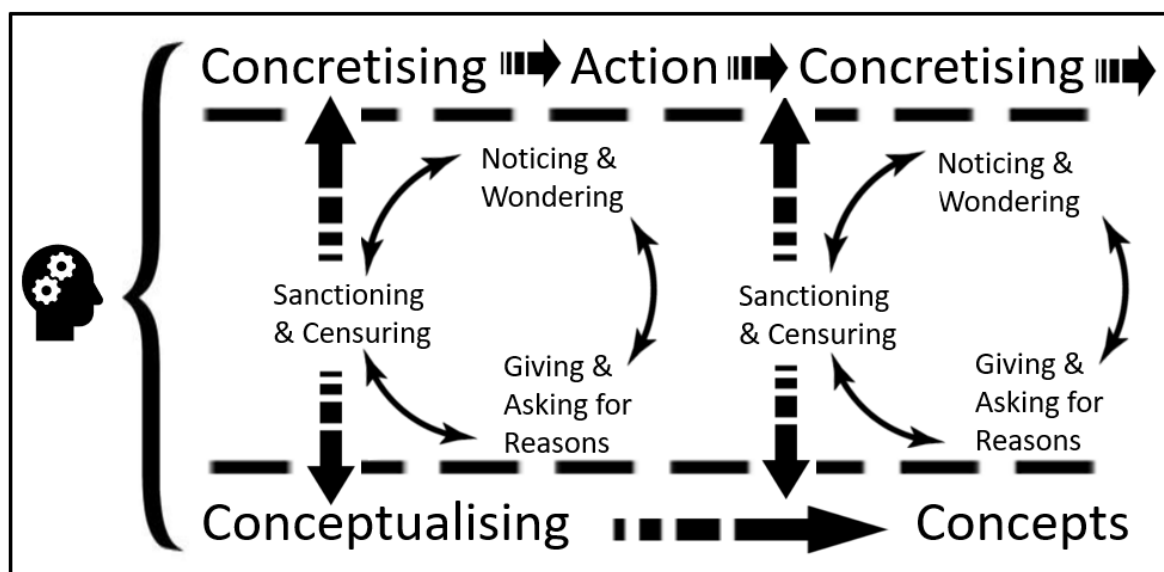 Concretising Action Concretising
Noticing &
Wondering
Sanctioning
& Censuring
Giving &
Asking for
Reasons
Noticing &
Wondering
Sanctioning
& Censuring
Giving &
Asking for
Reasons
Conceptualising Concepts